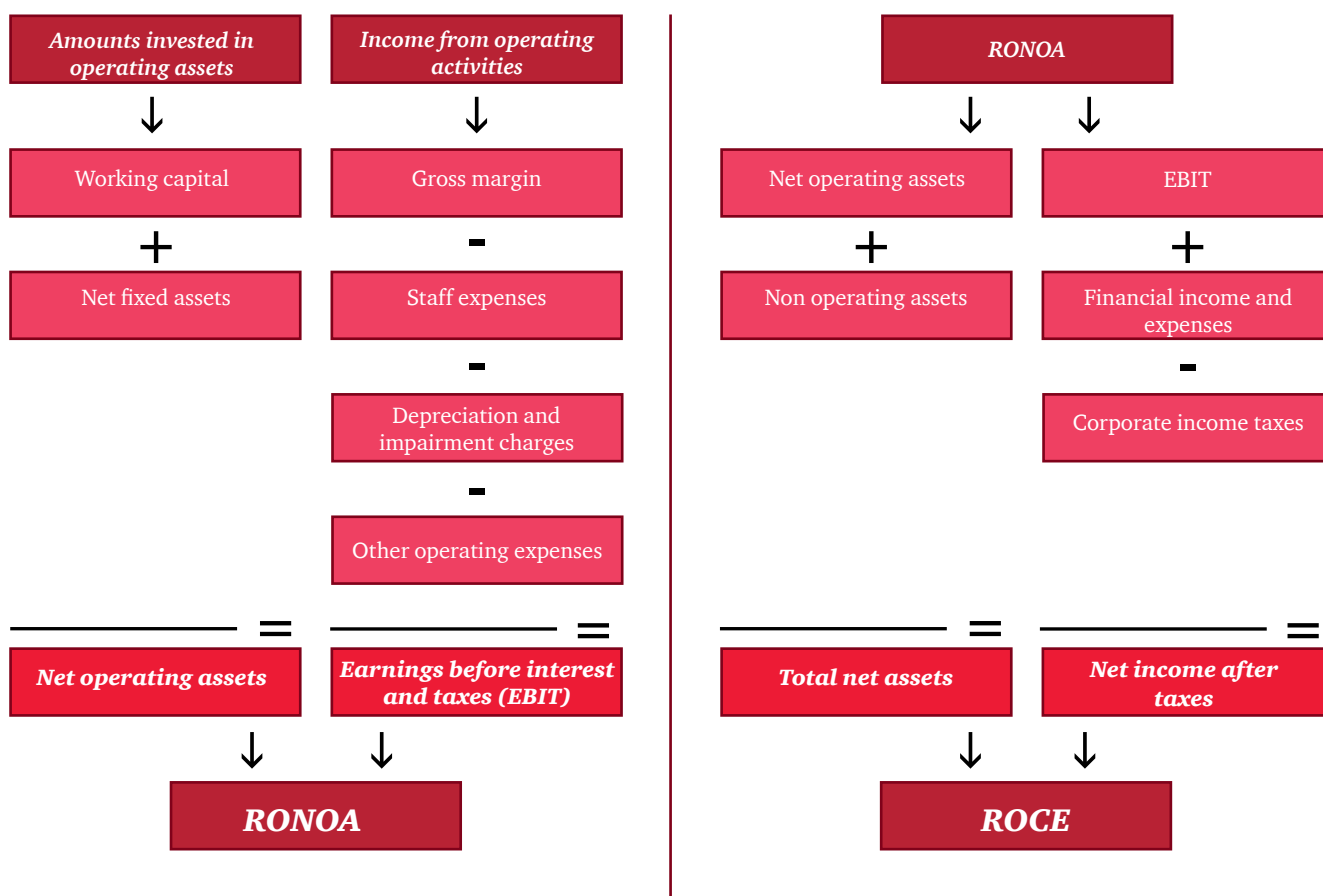 Amounts invested in
operating assets
Working capital
+
Net fixed assets
=
Net operating assets
Income from operating
activities
Gross margin
-
Staff expenses
-
Depreciation and
impairment charges
-
Other operating expenses
=
Earnings before interest
and taxes (EBIT)
RONOA
RONOA
Net operating assets
+
Non operating assets
=
Total net assets
EBIT
+
Financial income and
expenses
-
Corporate income taxes
=
Net income after
taxes
ROCE